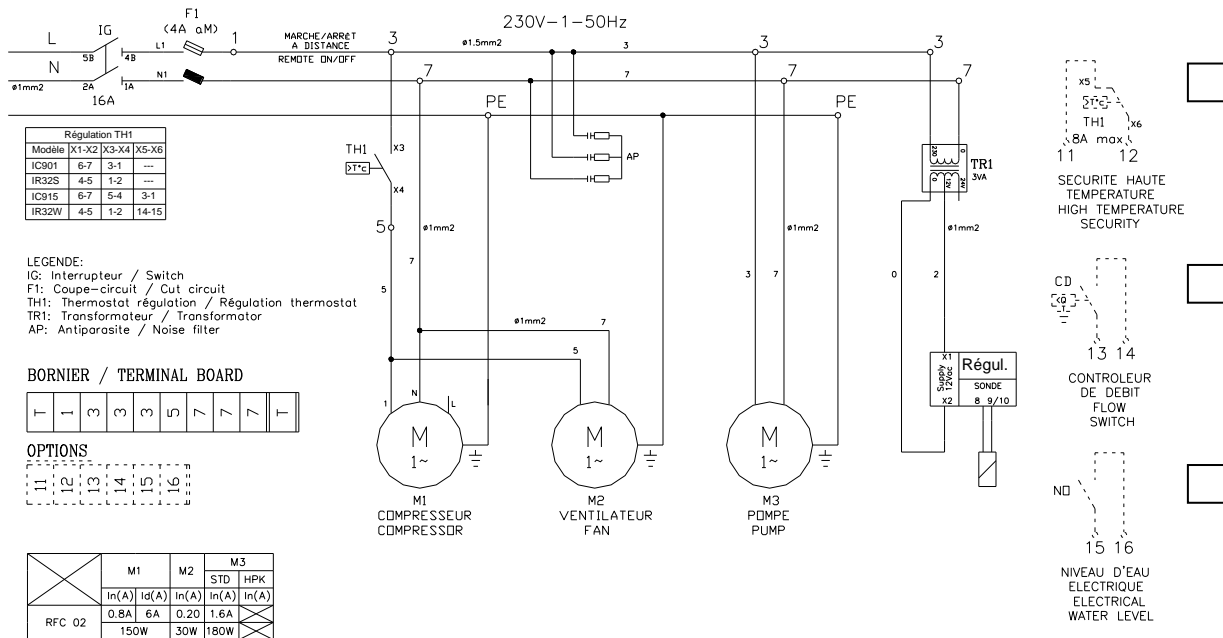 230V-1-50Hz
F1
(4A aM)
IG
L
5B
4B
L1
1
MARCHE/ARRÊT
A DISTANCE
REMOTE ON/OFF
3
ø1.5mm2
3
3
3
N
ø1mm2
2A
1A
N1
16A
7
7
7
7
PE
PE
Régulation TH1
Modèle X1-X2 X3-X4 X5-X6
IC901 6-7 3-1 ---
IR32S 4-5 1-2 ---
IC915 6-7 5-4 3-1
IR32W 4-5 1-2 14-15
TH1
>T°c
X3
X4
5
5
7
ø1mm2
AP
230
0
0
12V
24V
TR1
3VA
ø1mm2
0
2
3
7
ø1mm2
7
5
LEGENDE:
IG: Interrupteur / Switch
F1: Coupe-circuit / Cut circuit
TH1: Thermostat régulation / Régulation thermostat
TR1: Transformateur / Transformator
AP: Antiparasite / Noise filter
BORNIER / TERMINAL BOARD
T 1 3 3 3 5 7 7 7 T
OPTIONS
11 12 13 14 15 16
1
N
L
M
1~
M1
COMPRESSEUR
COMPRESSOR
M
1~
M2
VENTILATEUR
FAN
M
1~
M3
POMPE
PUMP
X1
Supply
12Vac
X2
Régul.
SONDE
8 9/10
X5
>T°c
TH1
X6
8A max
11 12
SECURITE HAUTE
TEMPERATURE
HIGH TEMPERATURE
SECURITY
CD
<Q
13 14
CONTROLEUR
DE DEBIT
FLOW
SWITCH
NO
15 16
NIVEAU D'EAU
ELECTRIQUE
ELECTRICAL
WATER LEVEL
M1 M2 M3
STD HPK
In(A) Id(A) In(A) In(A) In(A)
RFC 02 0.8A 6A 0.20 1.6A
150W 30W 180W